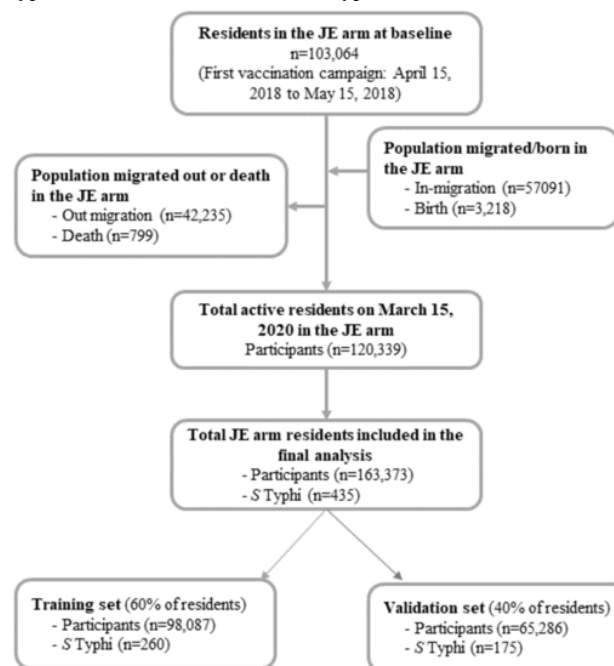 Residents in the JE arm at baseline
n=103,064
(First vaccination campaign: April 15,
2018 to May 15, 2018)
Population migrated/born in
the JE arm
- In-migration (n=57091)
- Birth (n=3,218)
Population migrated out or death
in the JE arm
- Out migration (n=42,235)
- Death (n=799)
Total active residents on March 15,
2020 in the JE arm
Participants (n=120,339)
Total JE arm residents included in the
final analysis
- Participants (n=163,373)
- S Typhi (n=435)
Training set (60% of residents)
- Participants (n=98,087)
- S Typhi (n=260)
Validation set (40% of residents)
- Participants (n=65,286)
- S Typhi (n=175)